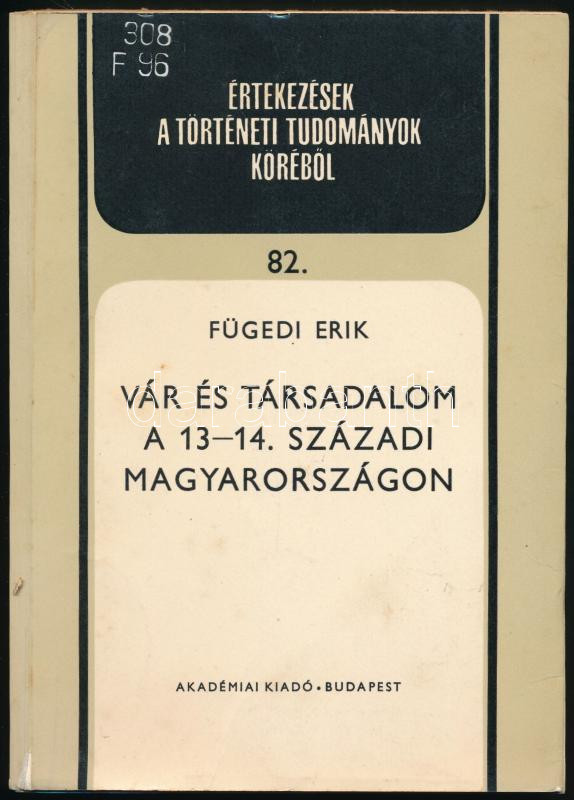 308
F 96
ÉRTEKEZÉSEK
A TÖRTÉNETI TUDOMÁNYOK
KÖRÉBŐL
82.
FÜGEDI ERIK
VÁR ÉS TÁRSADALOM
A 13–14. SZÁZADI
MAGYARORSZÁGON
darabanth
AKADÉMIAI KIADÓ • BUDAPEST